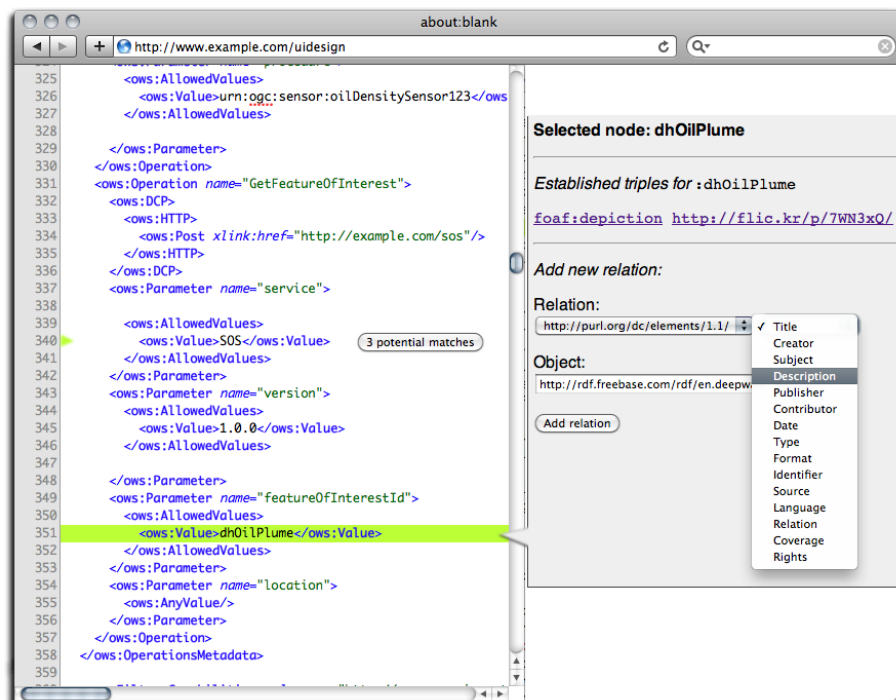 about:blank
http://www.example.com/uidesign
325 <ows:AllowedValues>
326 <ows:Value>urn:ogc:sensor:oilDensitySensor123</ows
327 </ows:AllowedValues>
328
329 </ows:Parameter>
330 </ows:Operation>
331 <ows:Operation name="GetFeatureOfInterest">
332 <ows:DCP>
333 <ows:HTTP>
334 <ows:Post xlink:href="http://example.com/sos"/>
335 </ows:HTTP>
336 </ows:DCP>
337 <ows:Parameter name="service">
338
339 <ows:AllowedValues>
340 <ows:Value>SOS</ows:Value> 3 potential matches
341 </ows:AllowedValues>
342 </ows:Parameter>
343 <ows:Parameter name="version">
344 <ows:AllowedValues>
345 <ows:Value>1.0.0</ows:Value>
346 </ows:AllowedValues>
347
348 </ows:Parameter>
349 <ows:Parameter name="featureOfInterestId">
350 <ows:AllowedValues>
351 <ows:Value>dhOilPlume</ows:Value>
352 </ows:AllowedValues>
353 </ows:Parameter>
354 <ows:Parameter name="location">
355 <ows:AnyValue/>
356 </ows:Parameter>
357 </ows:Operation>
358 </ows:OperationsMetadata>
359
Selected node: dhOilPlume
Established triples for :dhOilPlume
foaf:depiction http://flic.kr/p/7WN3xQ/
Add new relation:
Relation:
http://purl.org/dc/elements/1.1/
✓ Title
Creator
Subject
Description
Publisher
Contributor
Date
Type
Format
Identifier
Source
Language
Relation
Coverage
Rights
Object:
http://rdf.freebase.com/rdf/en.deepw
Add relation